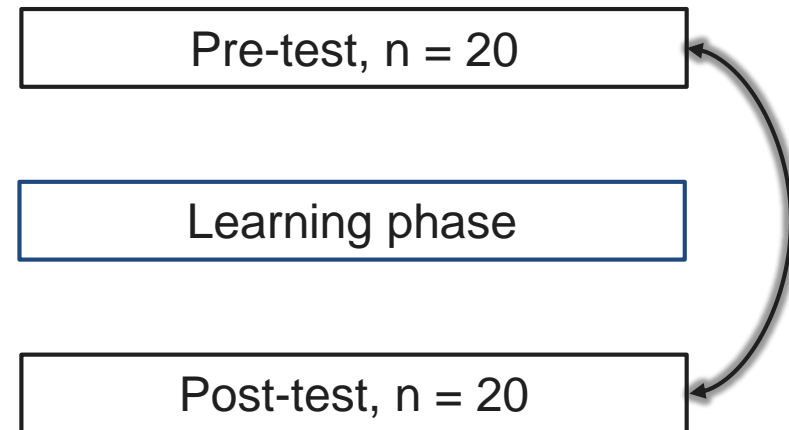 Pre-test, n = 20
Learning phase
Post-test, n = 20